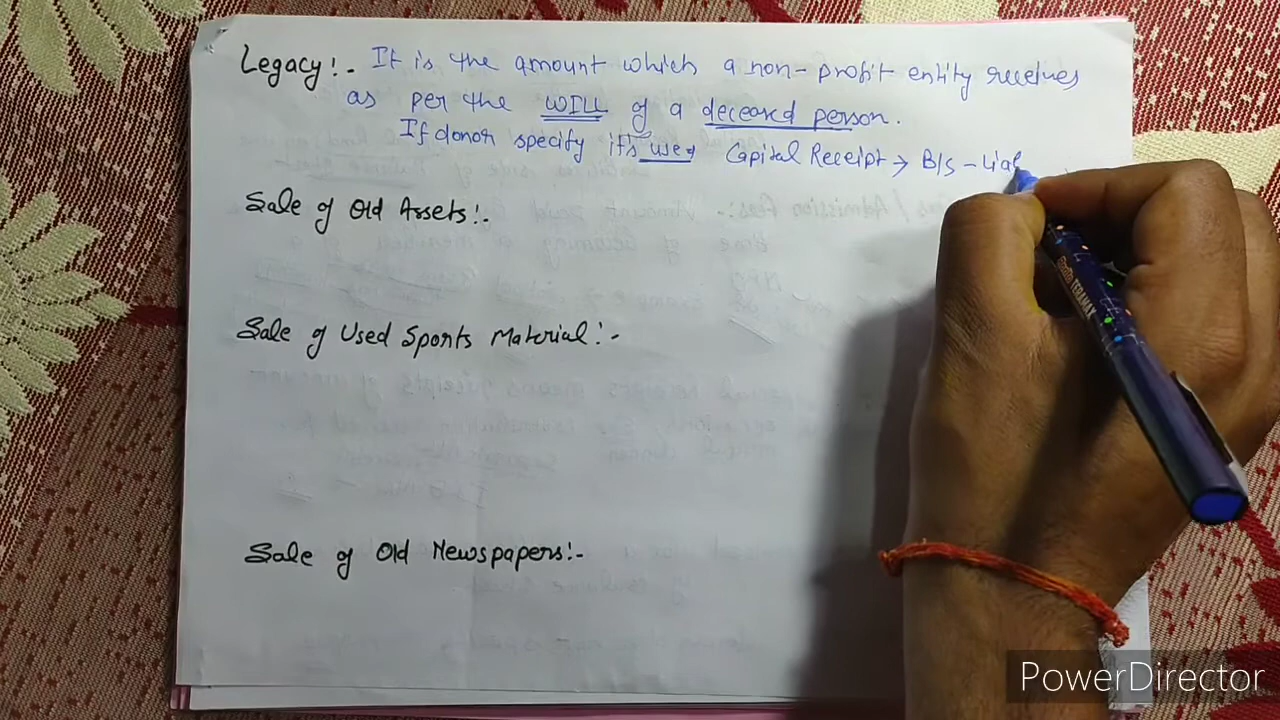 Legacy:- It is the amount which a non-profit entity receives
as per the WILL of a deceased person.
If donor specify it's use, Capital Receipt → B/S - Liab
Sale of Old Assets:-
Sale of Used Sports Material:-
Sale of Old Newspapers:-
PowerDirector